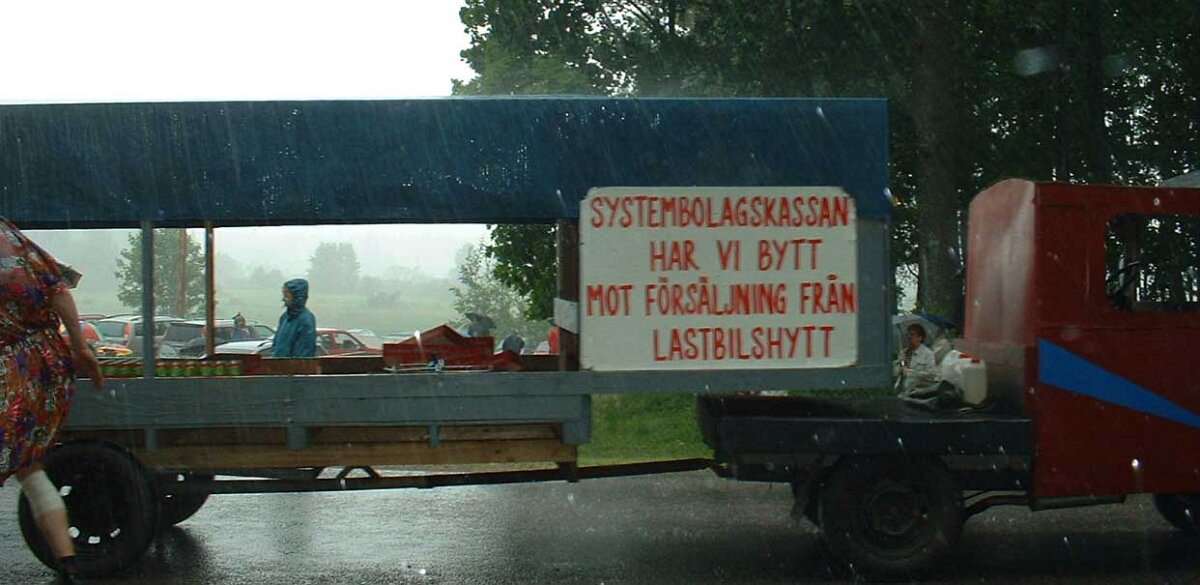 SYSTEMBOLAGSKASSAN
HAR VI BYTT
MOT FÖRSÄLJNING FRÅN
LASTBILSHYTT